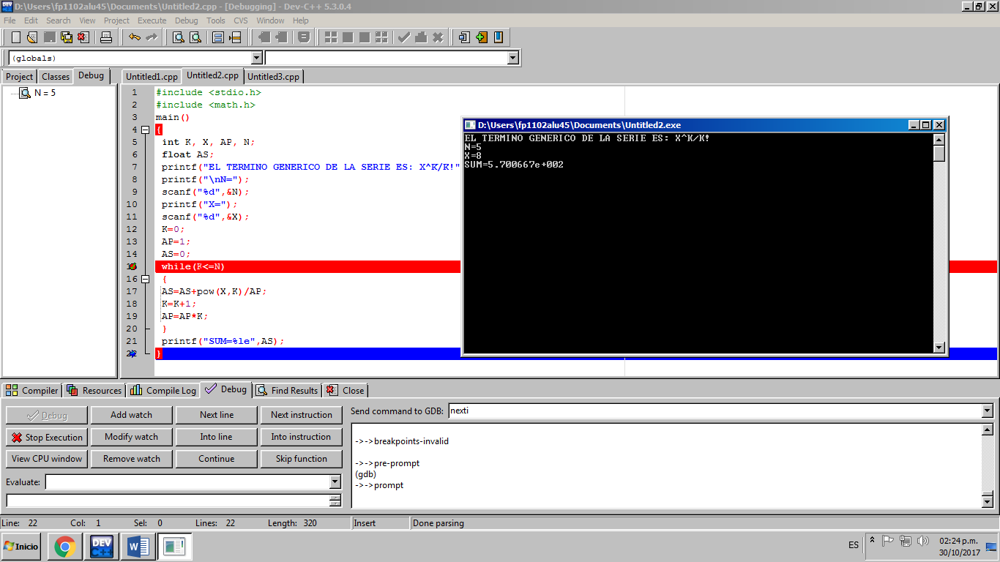 D:\Users\fp1102alu45\Documents\Untitled2.cpp - [Debugging] - Dev-C++ 5.3.0.4
File Edit Search View Project Execute Debug Tools CVS Window Help
(globals)
Project Classes Debug
Untitled1.cpp Untitled2.cpp Untitled3.cpp
N = 5
1 #include <stdio.h>
2 #include <math.h>
3 main()
4 {
5 int K, X, AP, N;
6 float AS;
7 printf("EL TERMINO GENERICO DE LA SERIE ES: X^K/K!"
8 printf("\nN=");
9 scanf("%d",&N);
10 printf("X=");
11 scanf("%d",&X);
12 K=0;
13 AP=1;
14 AS=0;
while(K<=N)
16 {
17 AS=AS+pow(X,K)/AP;
18 K=K+1;
19 AP=AP*K;
20 }
21 printf("SUM=%le",AS);
22 }
D:\Users\fp1102alu45\Documents\Untitled2.exe
EL TERMINO GENERICO DE LA SERIE ES: X^K/K!
N=5
X=8
SUM=5.700667e+002
Compiler Resources Compile Log Debug Find Results Close
Debug Add watch Next line Next instruction
Stop Execution Modify watch Into line Into instruction
View CPU window Remove watch Continue Skip function
Evaluate:
Send command to GDB: nexti
->->breakpoints-invalid
->->pre-prompt
(gdb)
->->prompt
Line: 22 Col: 1 Sel: 0 Lines: 22 Length: 320 Insert Done parsing
Inicio
DEV C++
W
ES
02:24 p.m.
30/10/2017